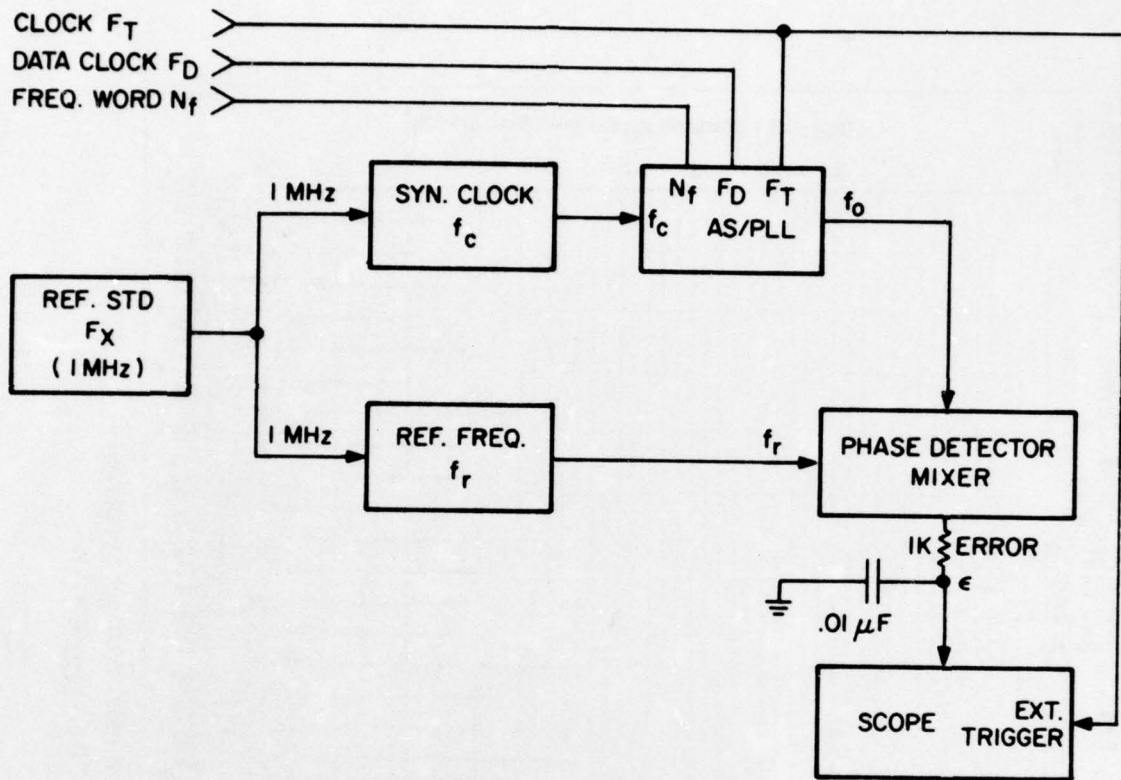 CLOCK F_T
DATA CLOCK F_D
FREQ. WORD N_f
1 MHz
SYN. CLOCK
f_c
N_f F_D F_T
f_c
AS/PLL
f_o
REF. STD
F_X
(1 MHz)
1 MHz
REF. FREQ.
f_r
f_r
PHASE DETECTOR
MIXER
1K
ERROR
ϵ
.01 μF
SCOPE
EXT.
TRIGGER